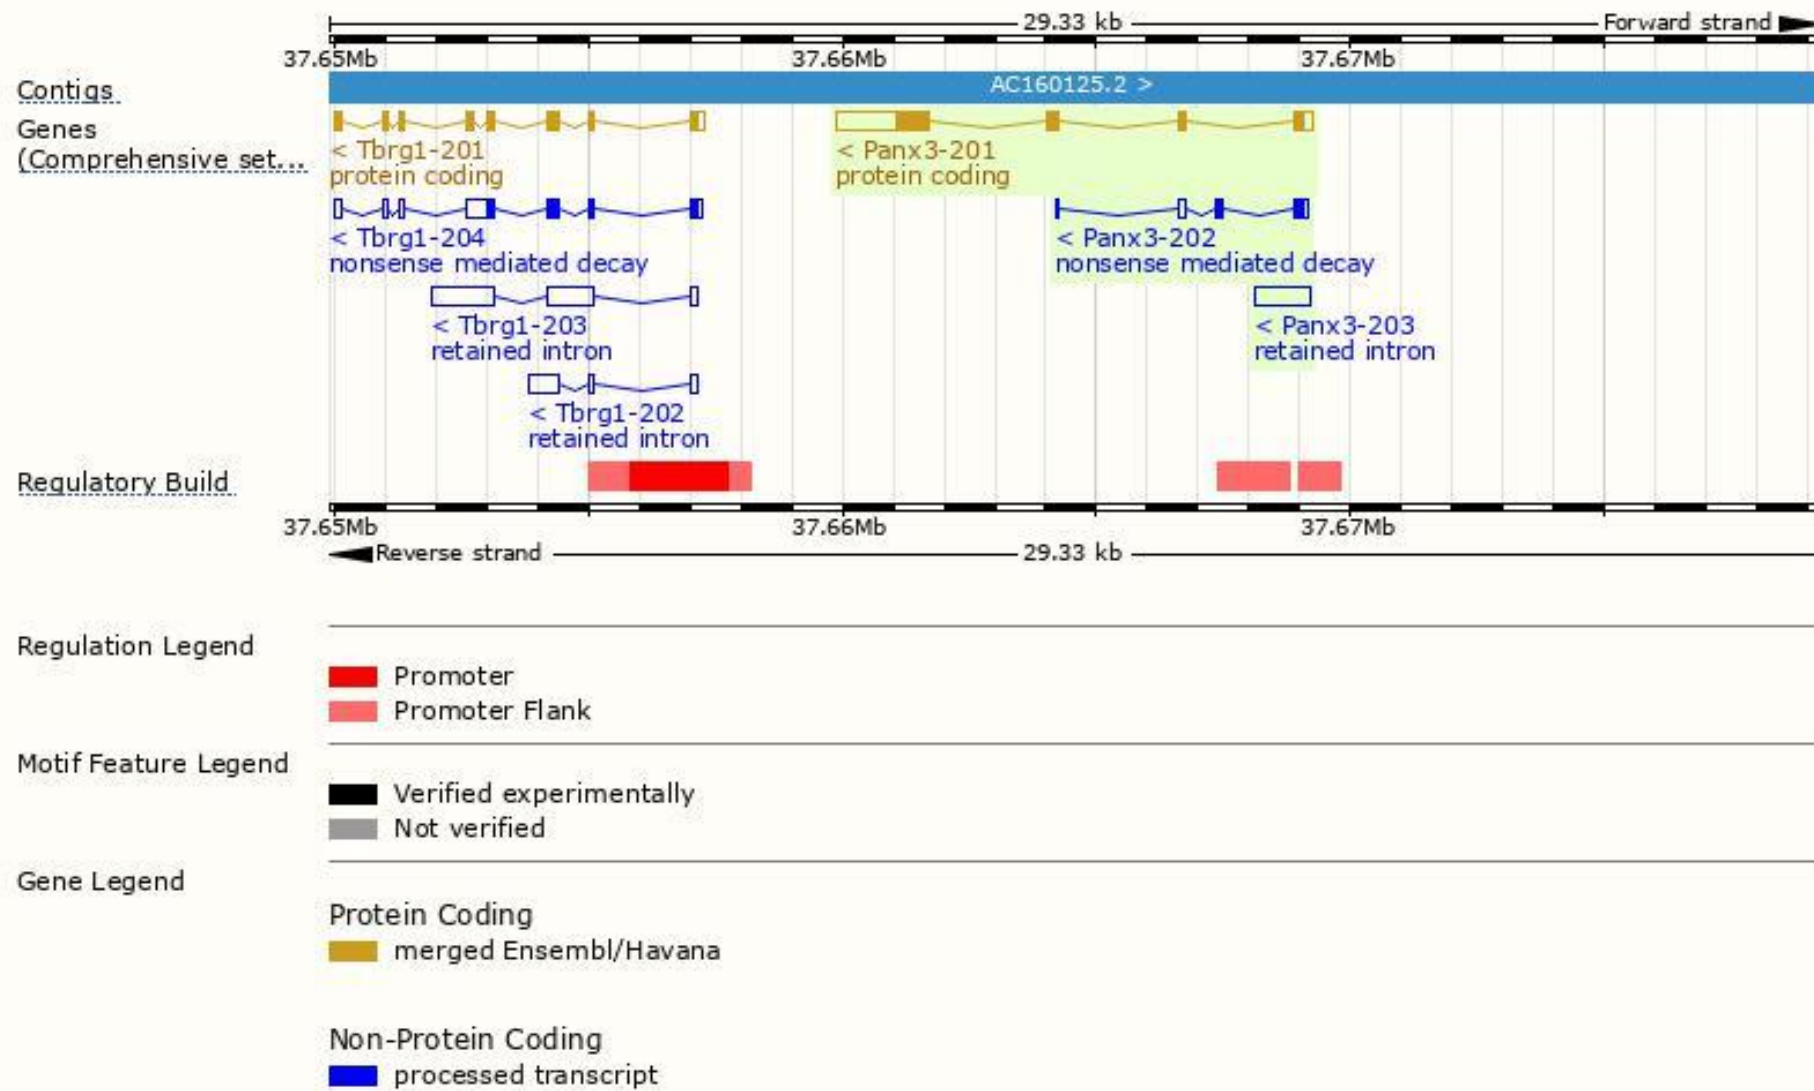 29.33 kb
Forward strand
37.65Mb 37.66Mb 37.67Mb
Contigs
AC160125.2 >
Genes
(Comprehensive set...
< Tbrg1-201
protein coding
< Panx3-201
protein coding
< Tbrg1-204
nonsense mediated decay
< Panx3-202
nonsense mediated decay
< Tbrg1-203
retained intron
< Panx3-203
retained intron
< Tbrg1-202
retained intron
Regulatory Build
37.65Mb 37.66Mb 37.67Mb
Reverse strand
29.33 kb
Regulation Legend
Promoter
Promoter Flank
Motif Feature Legend
Verified experimentally
Not verified
Gene Legend
Protein Coding
merged Ensembl/Havana
Non-Protein Coding
processed transcript